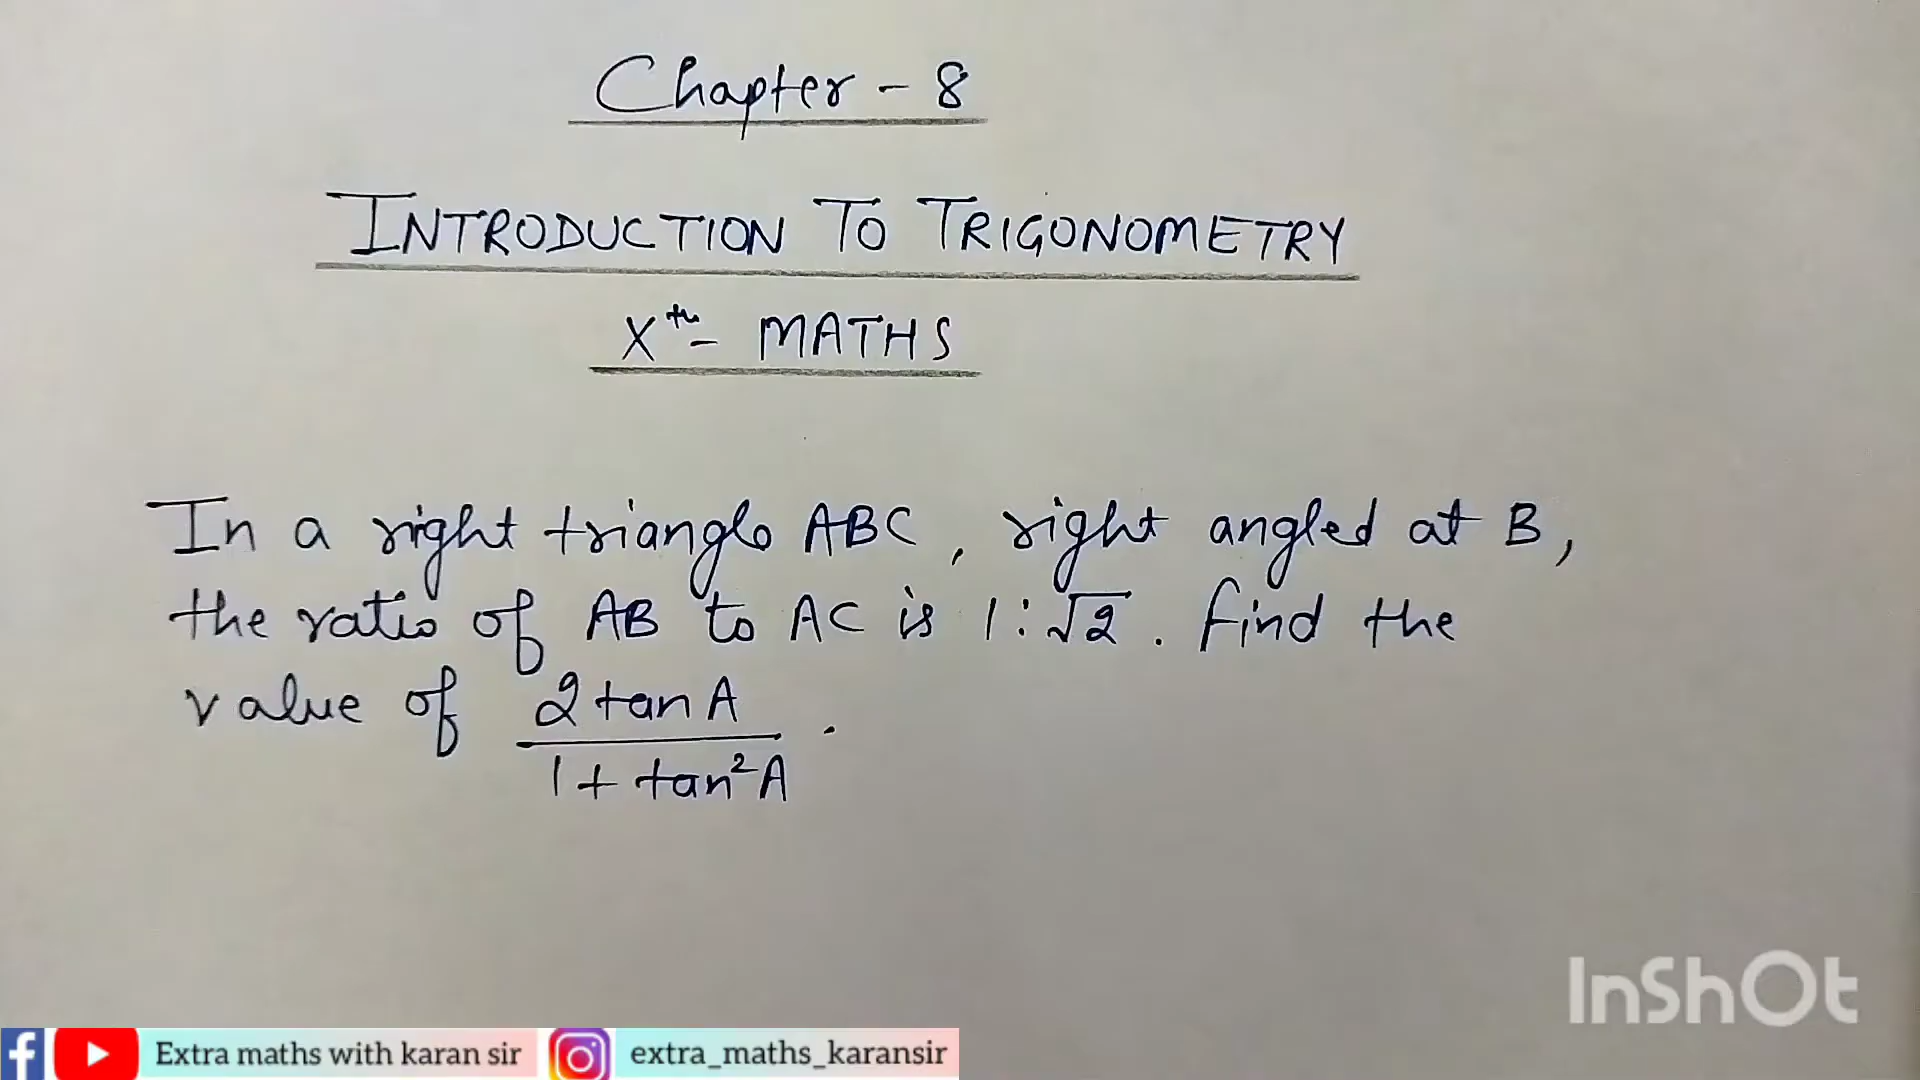 Chapter - 8
INTRODUCTION TO TRIGONOMETRY
Xth - MATHS
In a right triangle ABC, right angled at B,
the ratio of AB to AC is 1:√2. find the
value of 2 tan A / 1 + tan²A .
InShOt
Extra maths with karan sir extra_maths_karansir